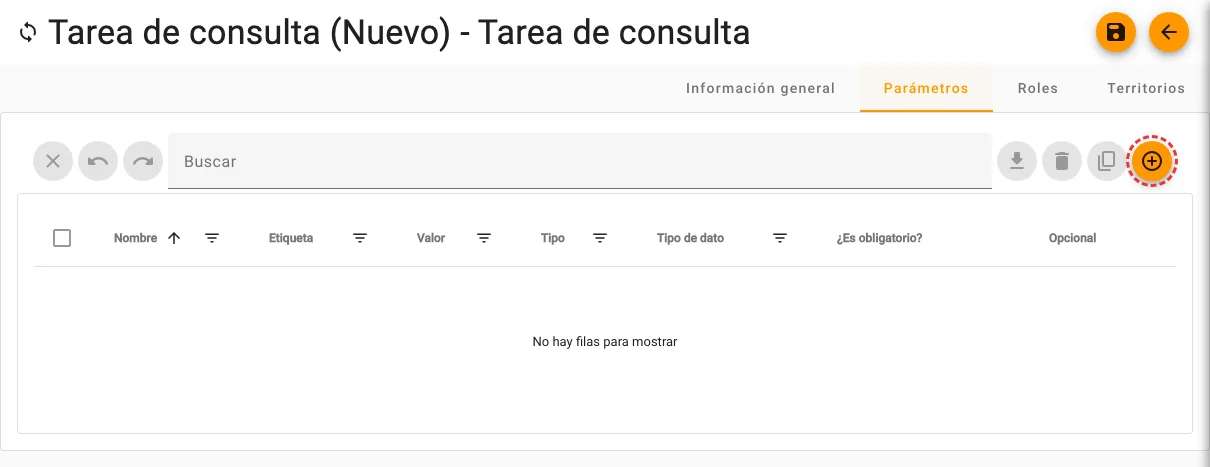 Tarea de consulta (Nuevo) - Tarea de consulta
Información general Parámetros Roles Territorios
Buscar
Nombre Etiqueta Valor Tipo Tipo de dato ¿Es obligatorio? Opcional
No hay filas para mostrar